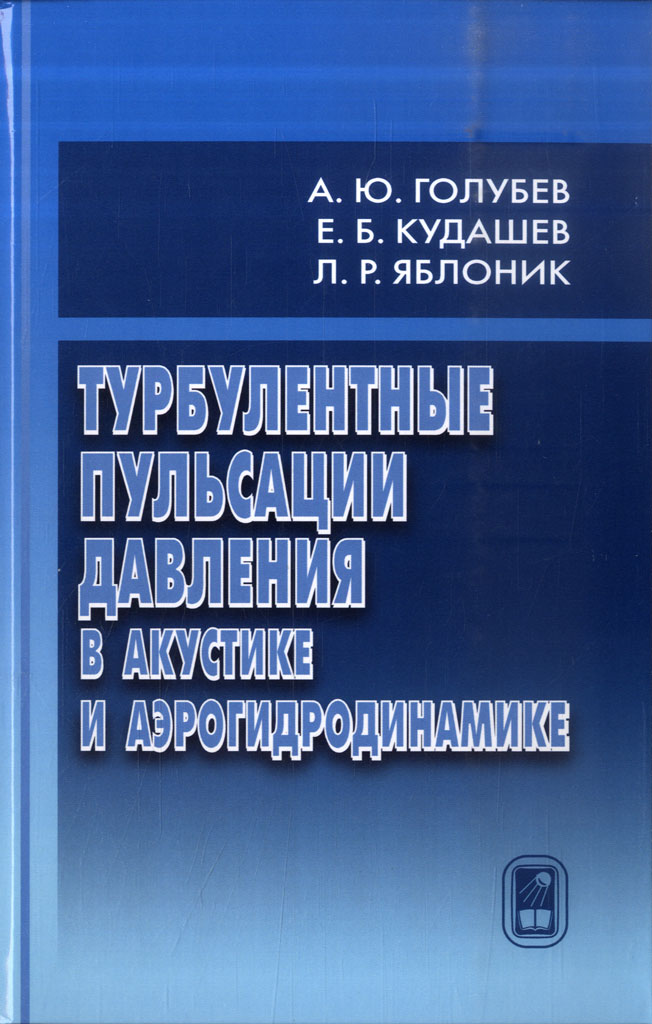 А. Ю. ГОЛУБЕВ
Е. Б. КУДАШЕВ
Л. Р. ЯБЛОНИК
ТУРБУЛЕНТНЫЕ
ПУЛЬСАЦИИ
ДАВЛЕНИЯ
В АКУСТИКЕ
И АЭРОГИДРОДИНАМИКЕ